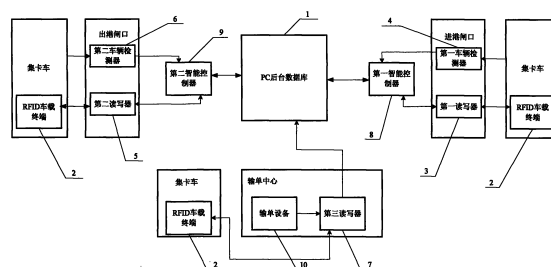 集卡车
RFID车载
终端
2
出港闸口
6
第二车辆检
测器
第二读写器
5
9
第二智能控
制器
1
PC后台数据库
第一智能控
制器
8
进港闸口
4
第一车辆检
测器
第一读写器
3
集卡车
RFID车载
终端
2
集卡车
RFID车载
终端
2
输单中心
输单设备
第三读写器
10
7